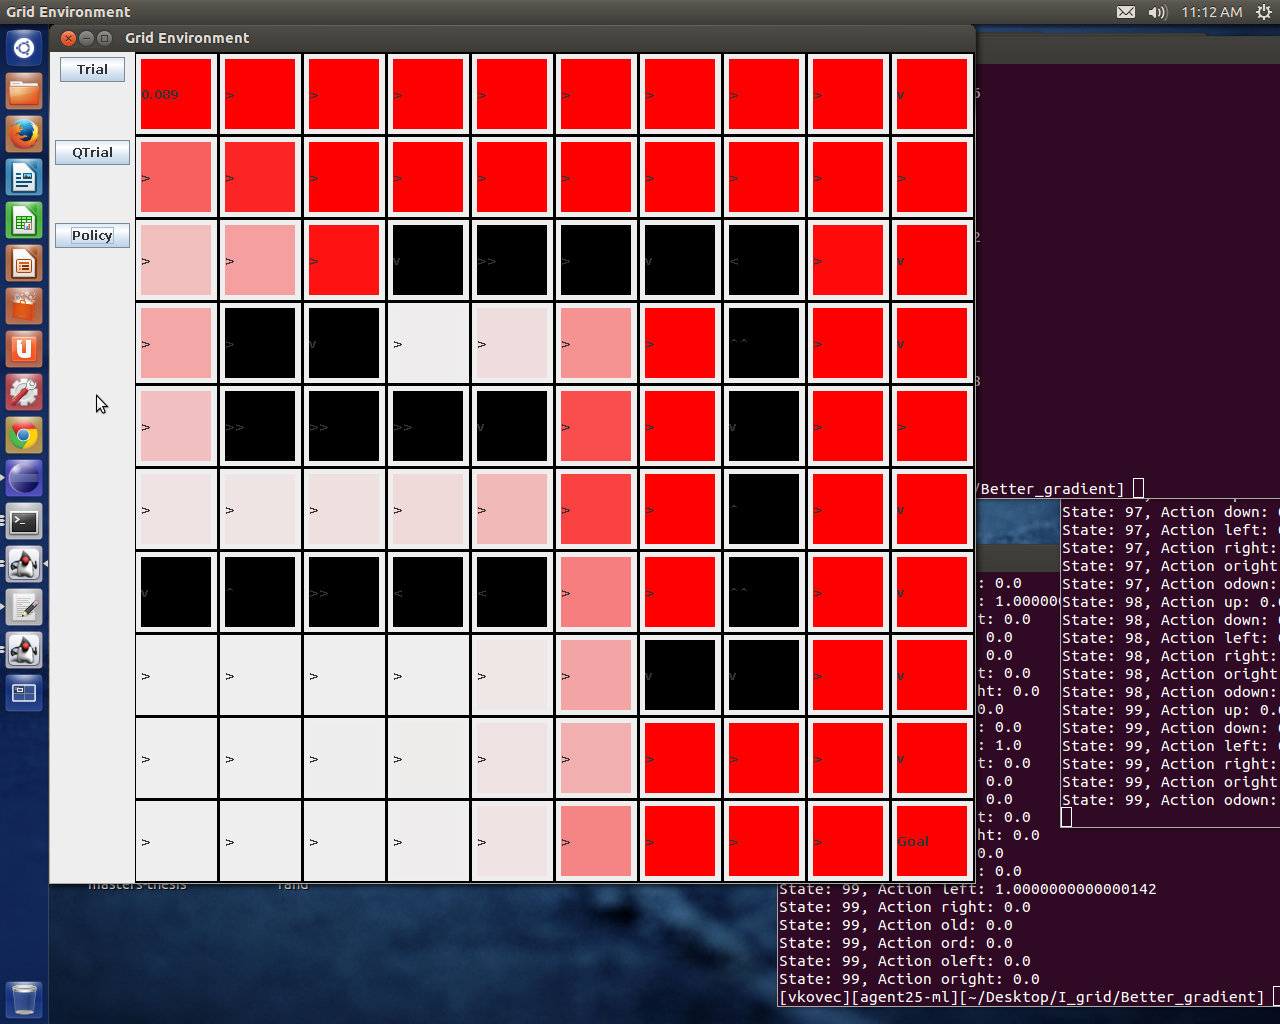 Grid Environment
11:12 AM
Grid Environment
Trial
0.089 > > > > > > > > v
QTrial
> > > > > > > > > >
Policy
> > > v >> > v < > v
> > v > > > > ^^ > v
> >> >> >> v > > v > >
> > > > > > > ^ > v
v ^ >> < < > > ^^ > v
> > > > > > v v > v
> > > > > > > > > v
> > > > > > > > > Goal
/Better_gradient]
State: 97, Action down:
State: 97, Action left:
State: 97, Action right:
State: 97, Action oright
State: 97, Action odown:
State: 98, Action up: 0.
State: 98, Action down:
State: 98, Action left:
State: 98, Action right:
State: 98, Action oright
State: 98, Action odown:
State: 99, Action up: 0.
State: 99, Action down:
State: 99, Action left:
State: 99, Action right:
State: 99, Action oright
State: 99, Action odown:
: 0.0
: 1.000000
t: 0.0
0.0
0.0
t: 0.0
ht: 0.0
0.0
: 0.0
: 1.0
t: 0.0
0.0
0.0
t: 0.0
ht: 0.0
0.0
: 0.0
State: 99, Action left: 1.0000000000000142
State: 99, Action right: 0.0
State: 99, Action old: 0.0
State: 99, Action ord: 0.0
State: 99, Action oleft: 0.0
State: 99, Action oright: 0.0
[vkovec][agent25-ml][~/Desktop/I_grid/Better_gradient]
masters-thesis
rand